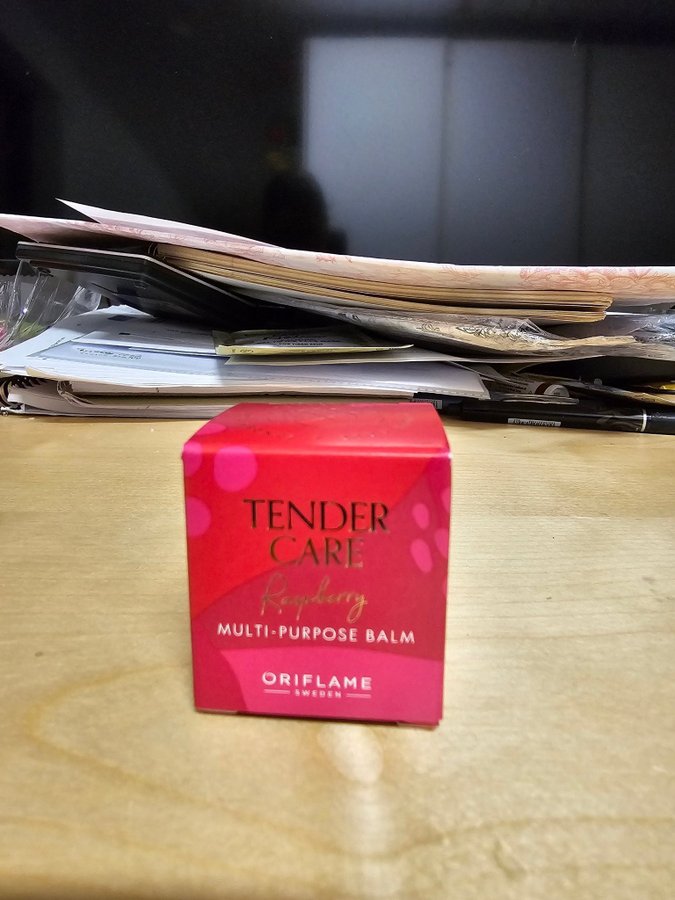 TENDER
CARE
Raspberry
MULTI-PURPOSE BALM
ORIFLAME
SWEDEN